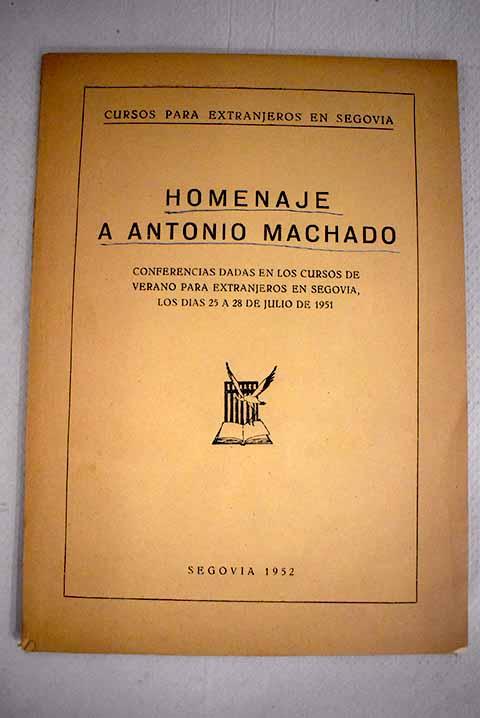 CURSOS PARA EXTRANJEROS EN SEGOVIA
HOMENAJE
A ANTONIO MACHADO
CONFERENCIAS DADAS EN LOS CURSOS DE
VERANO PARA EXTRANJEROS EN SEGOVIA,
LOS DIAS 25 A 28 DE JULIO DE 1951
SEGOVIA 1952